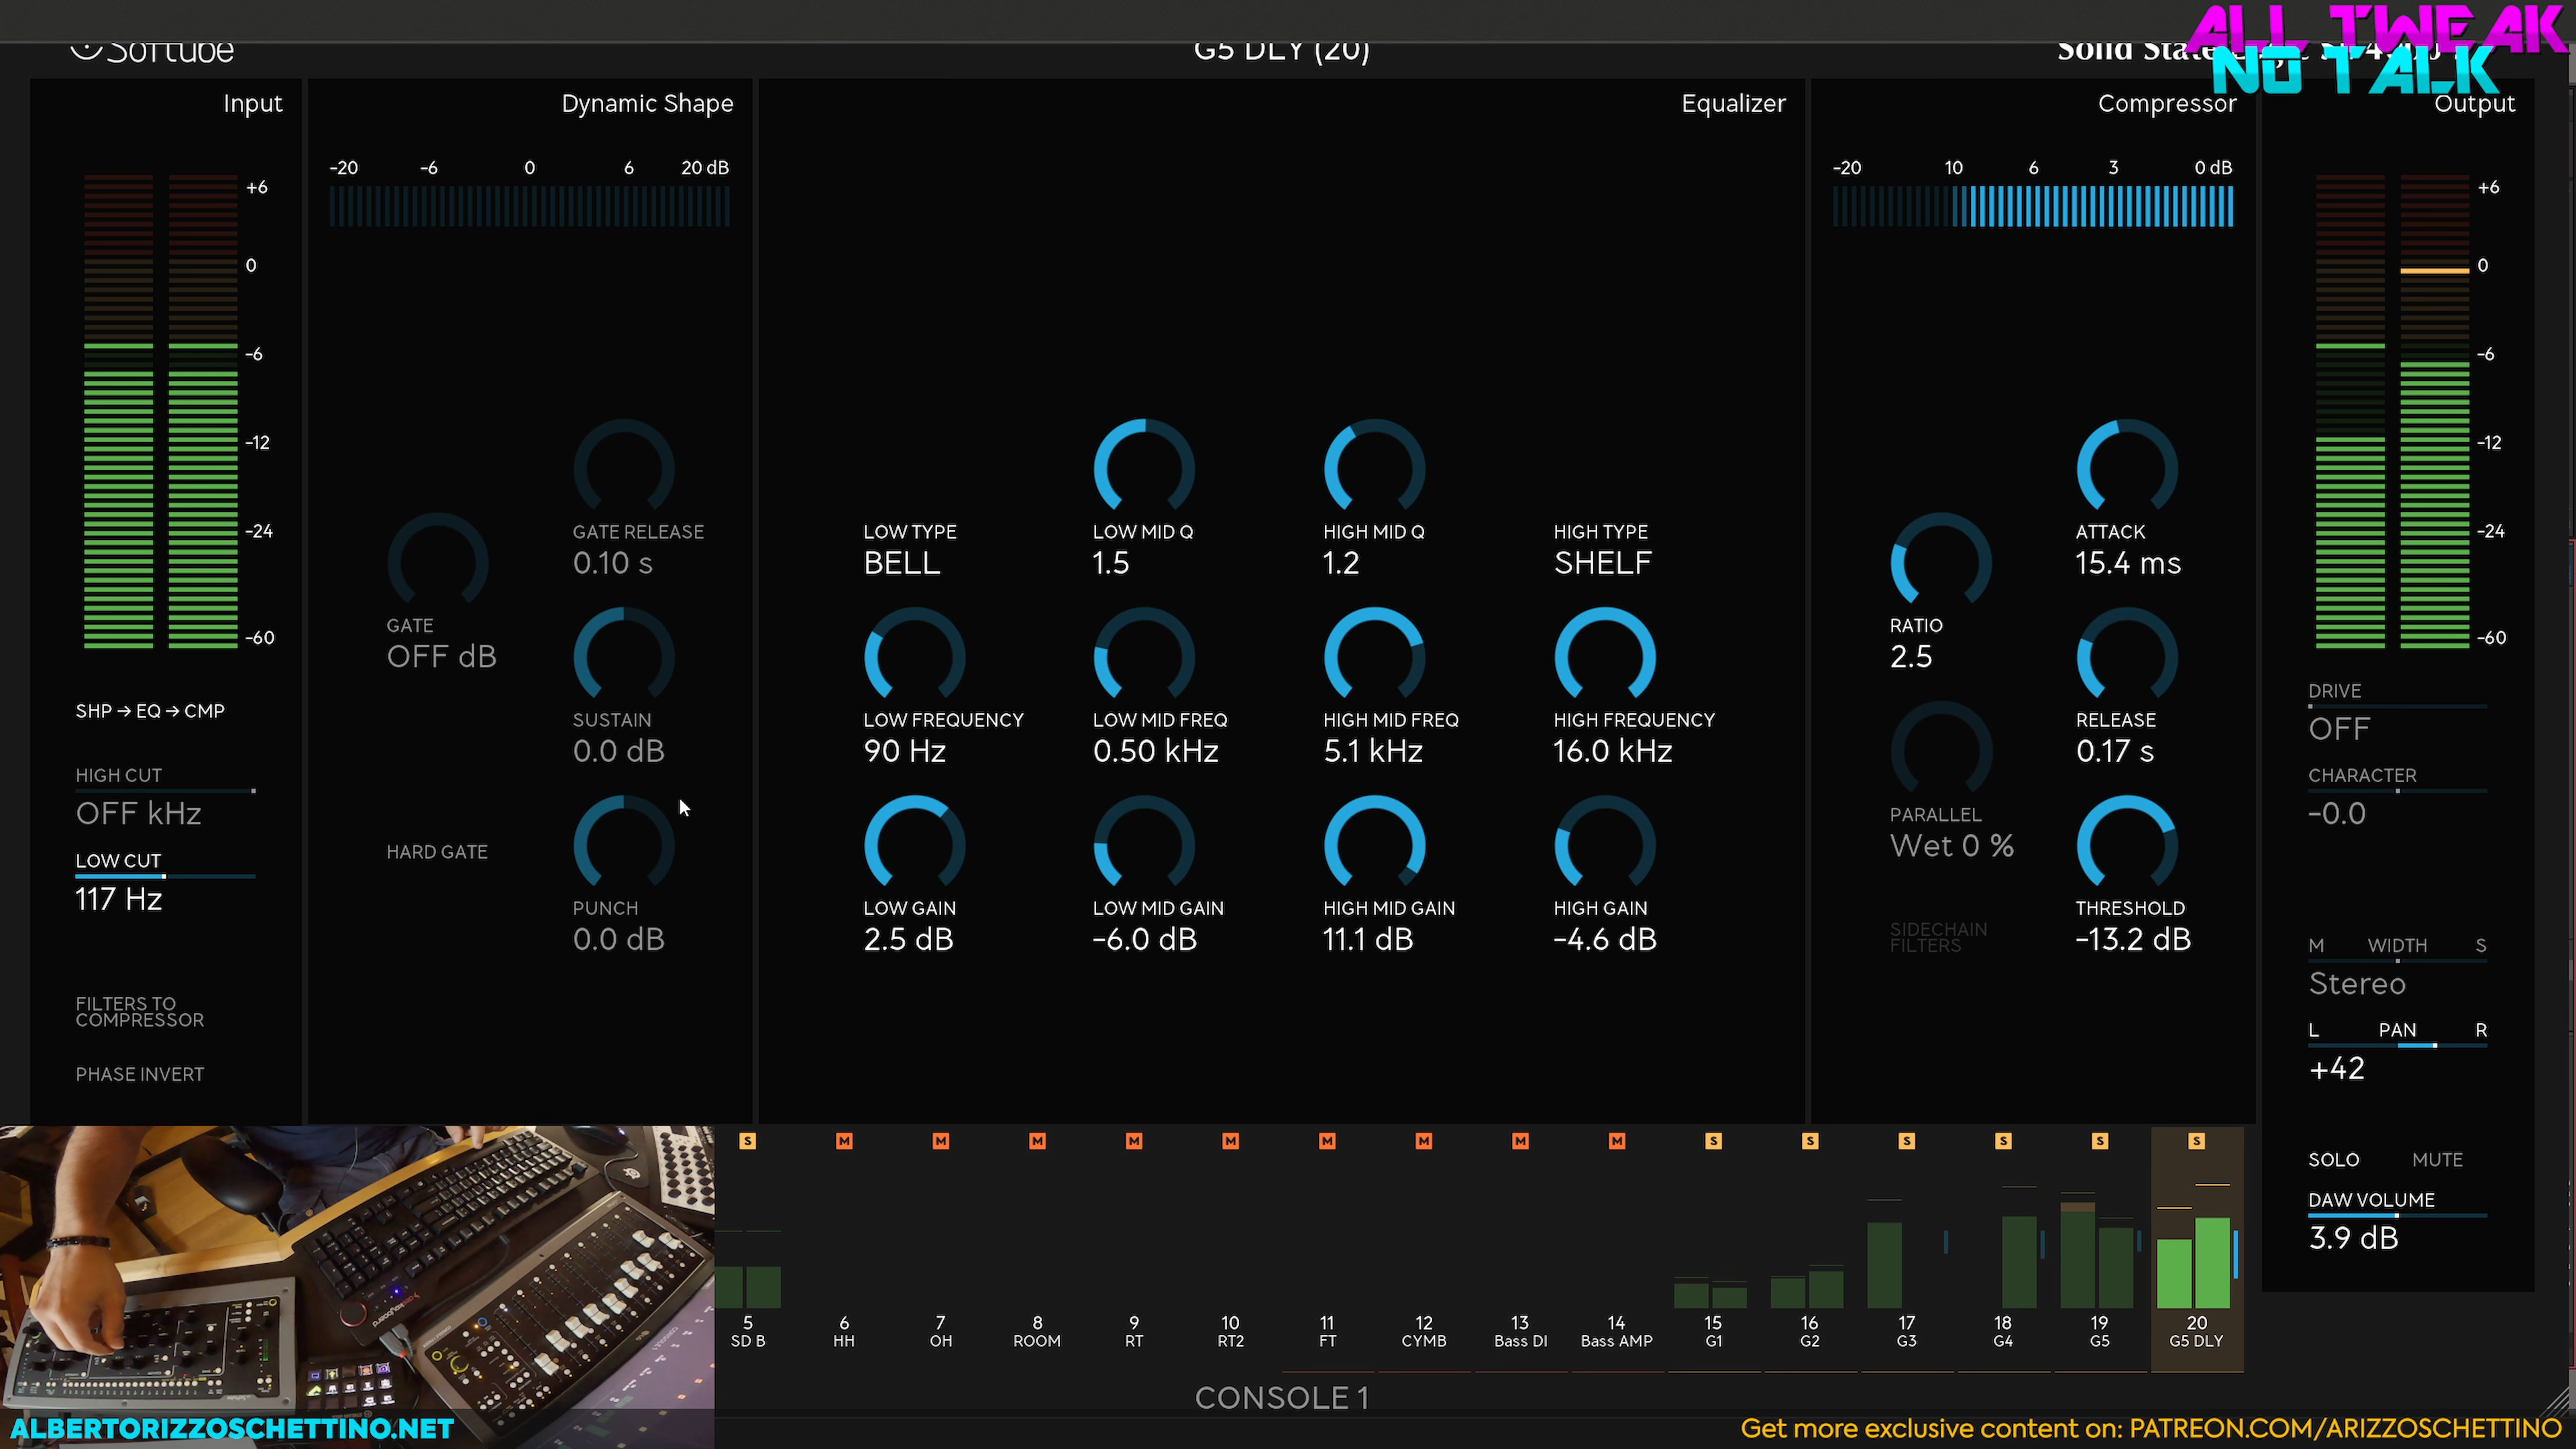 Softube
G5 DLY (20)
Solid State
ALL TWEAK
NO TALK
Input
Dynamic Shape
Equalizer
Compressor
Output
+6
0
-6
-12
-24
-60
SHP → EQ → CMP
HIGH CUT
OFF kHz
LOW CUT
117 Hz
FILTERS TO
COMPRESSOR
PHASE INVERT
-20 -6 0 6 20 dB
GATE RELEASE
0.10 s
GATE
OFF dB
SUSTAIN
0.0 dB
HARD GATE
PUNCH
0.0 dB
LOW TYPE
BELL
LOW MID Q
1.5
HIGH MID Q
1.2
HIGH TYPE
SHELF
LOW FREQUENCY
90 Hz
LOW MID FREQ
0.50 kHz
HIGH MID FREQ
5.1 kHz
HIGH FREQUENCY
16.0 kHz
LOW GAIN
2.5 dB
LOW MID GAIN
-6.0 dB
HIGH MID GAIN
11.1 dB
HIGH GAIN
-4.6 dB
-20 10 6 3 0 dB
ATTACK
15.4 ms
RATIO
2.5
RELEASE
0.17 s
PARALLEL
Wet 0 %
SIDECHAIN
FILTERS
THRESHOLD
-13.2 dB
+6
0
-6
-12
-24
-60
DRIVE
OFF
CHARACTER
-0.0
M WIDTH S
Stereo
L PAN R
+42
SOLO MUTE
DAW VOLUME
3.9 dB
S M M M M M M M M M S S S S S S
5 6 7 8 9 10 11 12 13 14 15 16 17 18 19 20
SD B HH OH ROOM RT RT2 FT CYMB Bass DI Bass AMP G1 G2 G3 G4 G5 G5 DLY
CONSOLE 1
ALBERTORIZZOSCHETTINO.NET
Get more exclusive content on: PATREON.COM/ARIZZOSCHETTINO